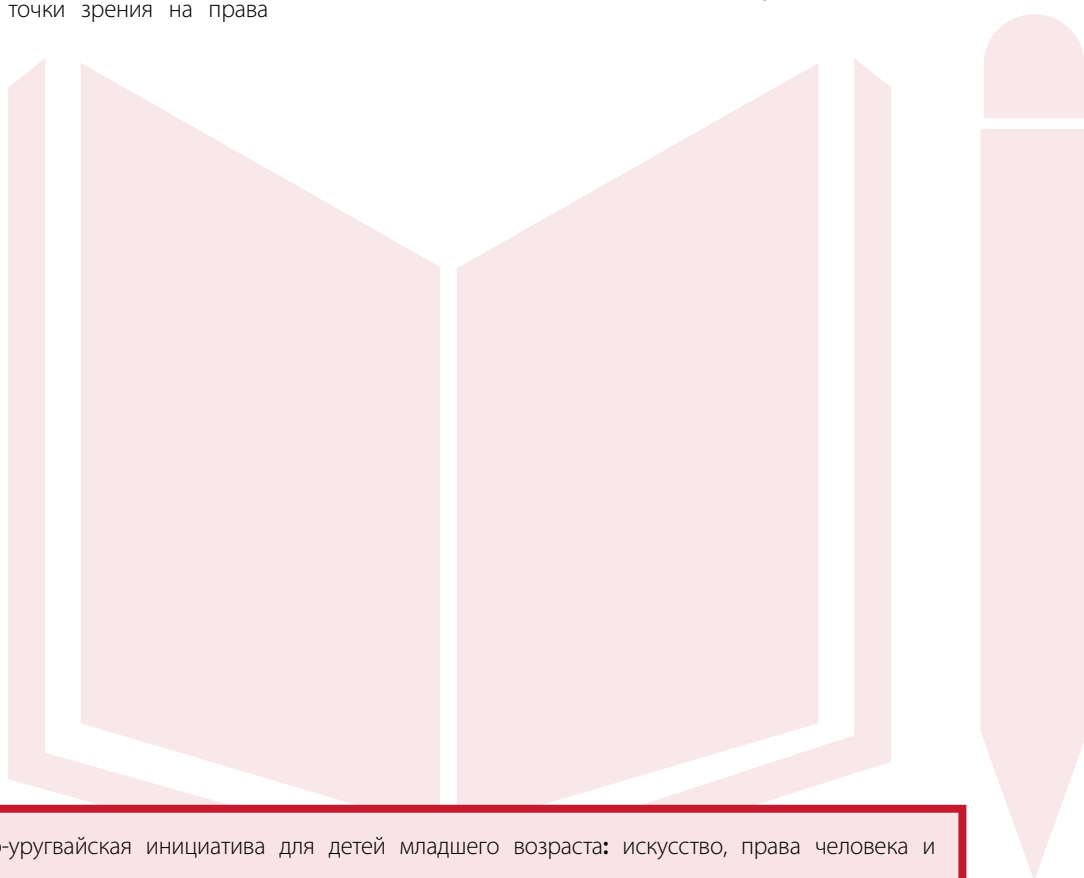 точки зрения на права
-уругвайская инициатива для детей младшего возраста: искусство, права человека и